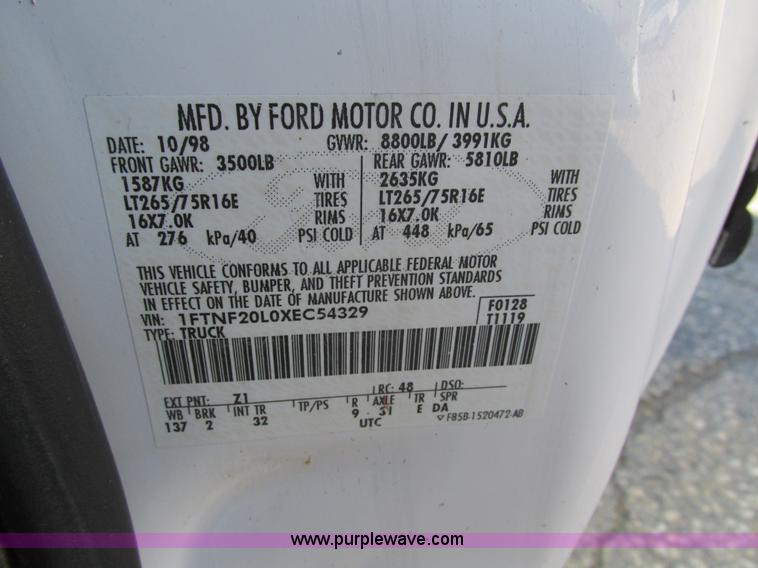 MFD. BY FORD MOTOR CO. IN U.S.A.
DATE: 10/98 GVWR: 8800LB/ 3991KG
FRONT GAWR: 3500LB REAR GAWR: 5810LB
1587KG WITH 2635KG WITH
LT265/75R16E TIRES LT265/75R16E TIRES
16X7.0K RIMS 16X7.0K RIMS
AT 276 kPa/40 PSI COLD AT 448 kPa/65 PSI COLD
THIS VEHICLE CONFORMS TO ALL APPLICABLE FEDERAL MOTOR
VEHICLE SAFETY, BUMPER, AND THEFT PREVENTION STANDARDS
IN EFFECT ON THE DATE OF MANUFACTURE SHOWN ABOVE.
VIN: 1FTNF20L0XEC54329 F0128
TYPE: TRUCK T1119
EXT PNT: Z1 RC: 48 DSO:
WB BRK INT TR TP/PS R AXLE TR SPR
137 2 32 9 31 E DA
UTC F85B-1520472-AB
www.purplewave.com